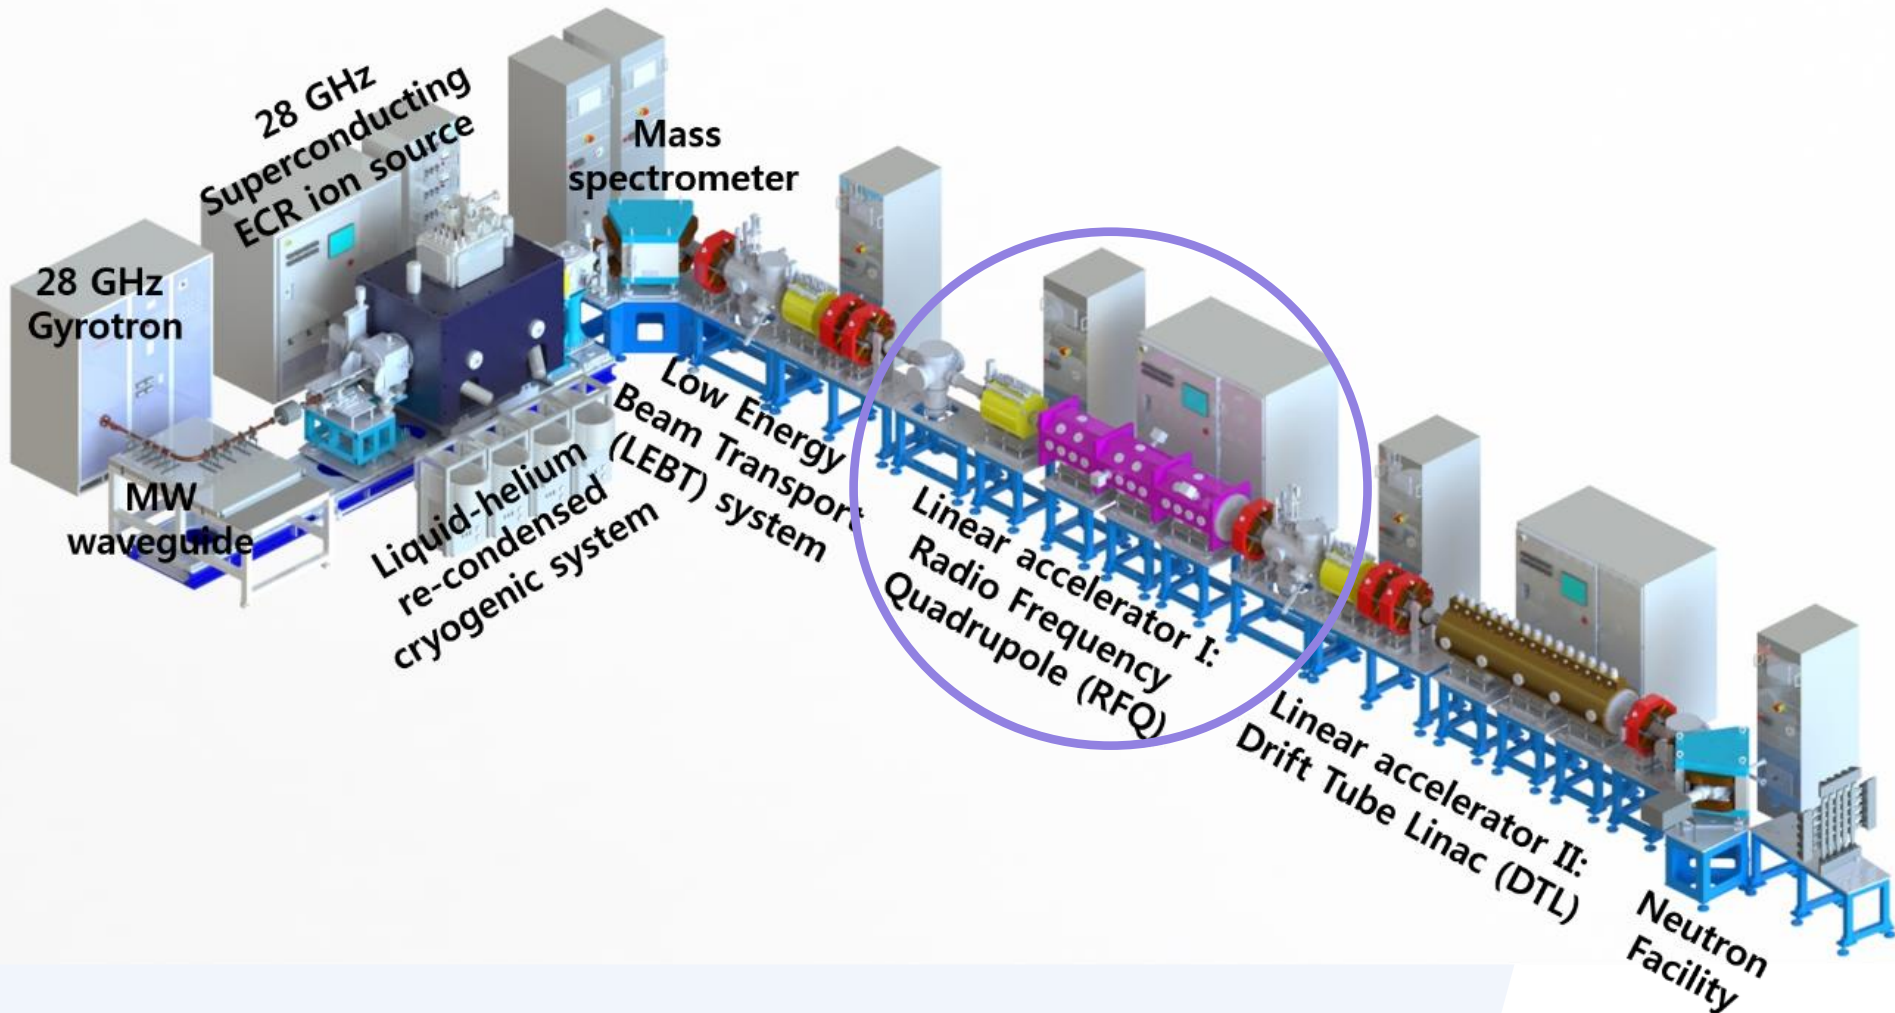 28 GHz
Gyrotron
MW
waveguide
28 GHz
Superconducting
ECR ion source
Liquid-helium
re-condensed
cryogenic system
Mass
spectrometer
Low Energy
Beam Transport
(LEBT) system
Linear accelerator I:
Radio Frequency
Quadrupole (RFQ)
Linear accelerator II:
Drift Tube Linac (DTL)
Neutron
Facility